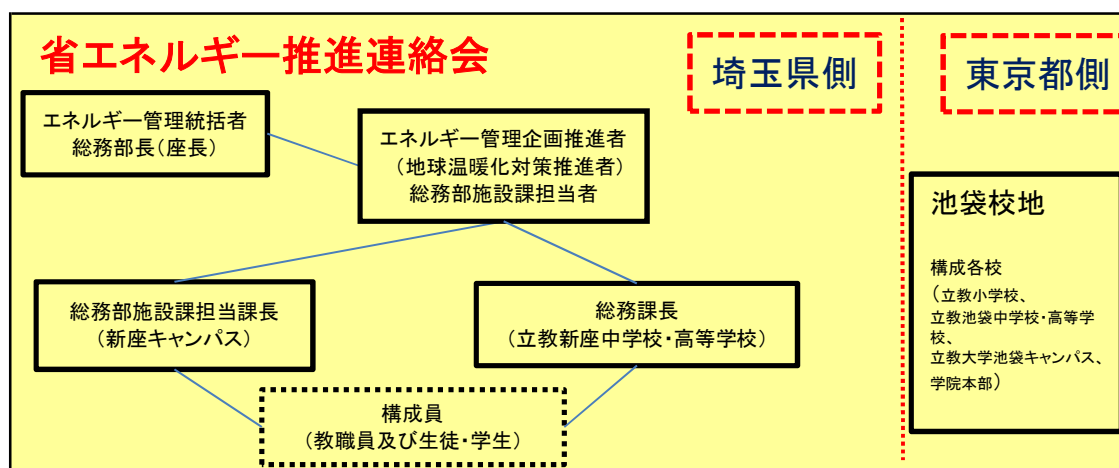 省エネルギー推進連絡会
埼玉県側
東京都側
エネルギー管理統括者
総務部長(座長)
エネルギー管理企画推進者
(地球温暖化対策推進者)
総務部施設課担当者
総務部施設課担当課長
(新座キャンパス)
総務課長
(立教新座中学校・高等学校)
構成員
(教職員及び生徒・学生)
池袋校地
構成各校
(立教小学校、
立教池袋中学校・高等学
校、
立教大学池袋キャンパス、
学院本部)